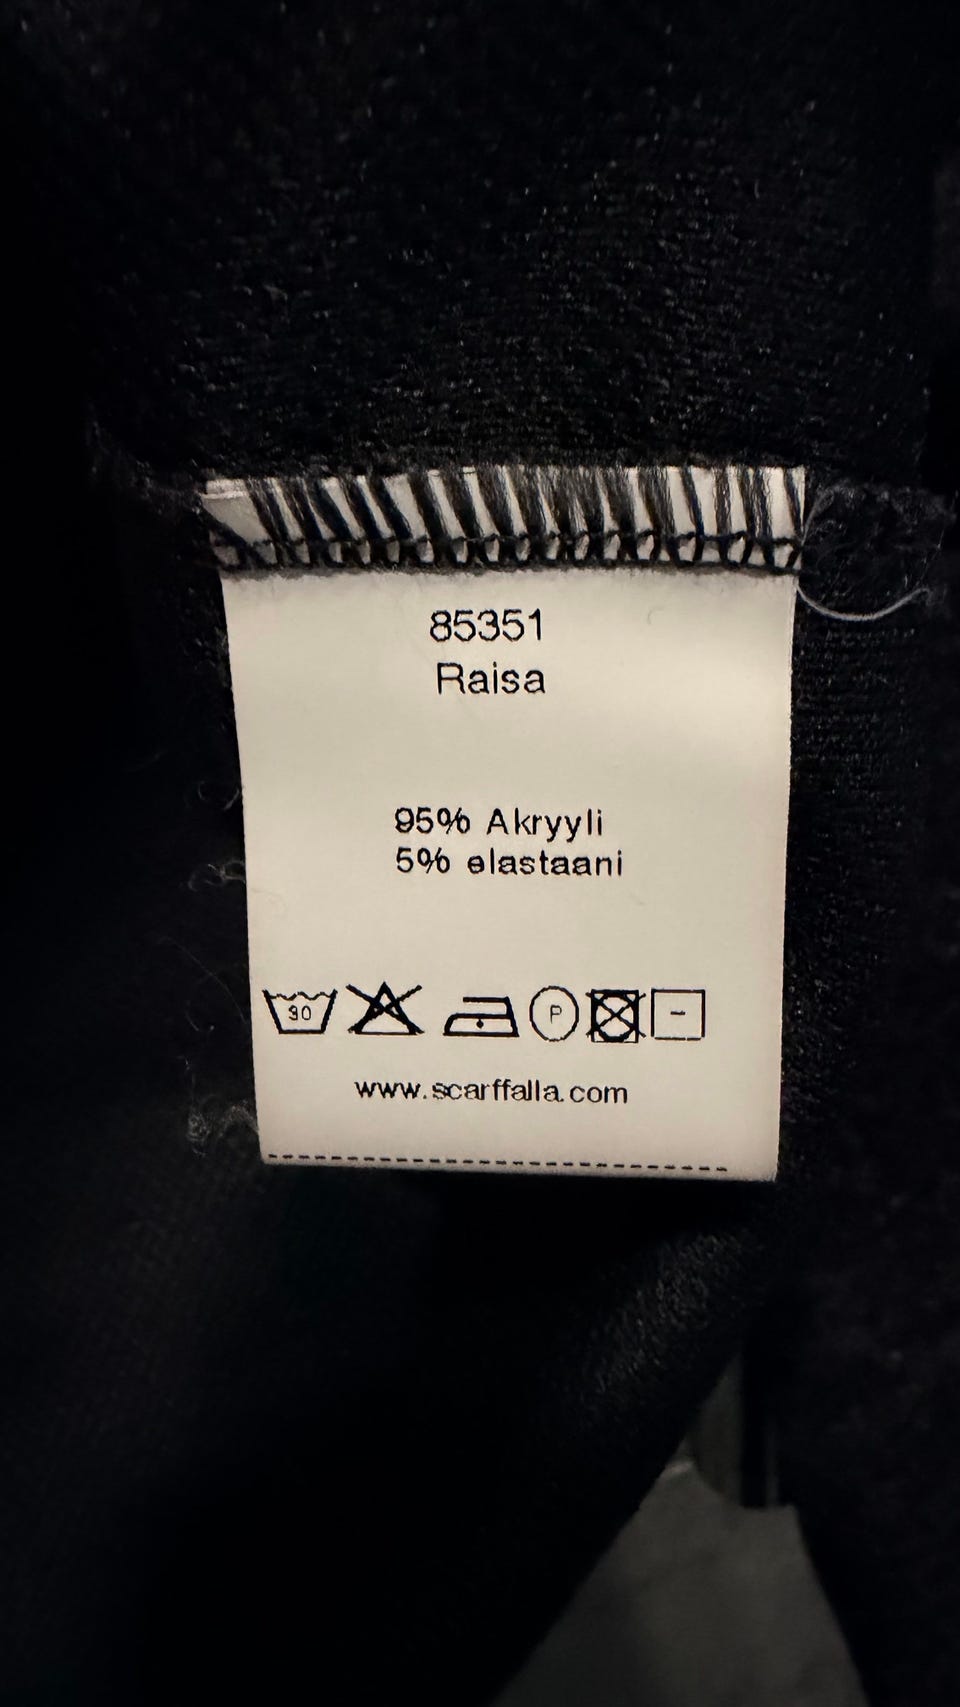 85351
Raisa
95% Akryyli
5% elastaani
30 P
www.scarffalla.com